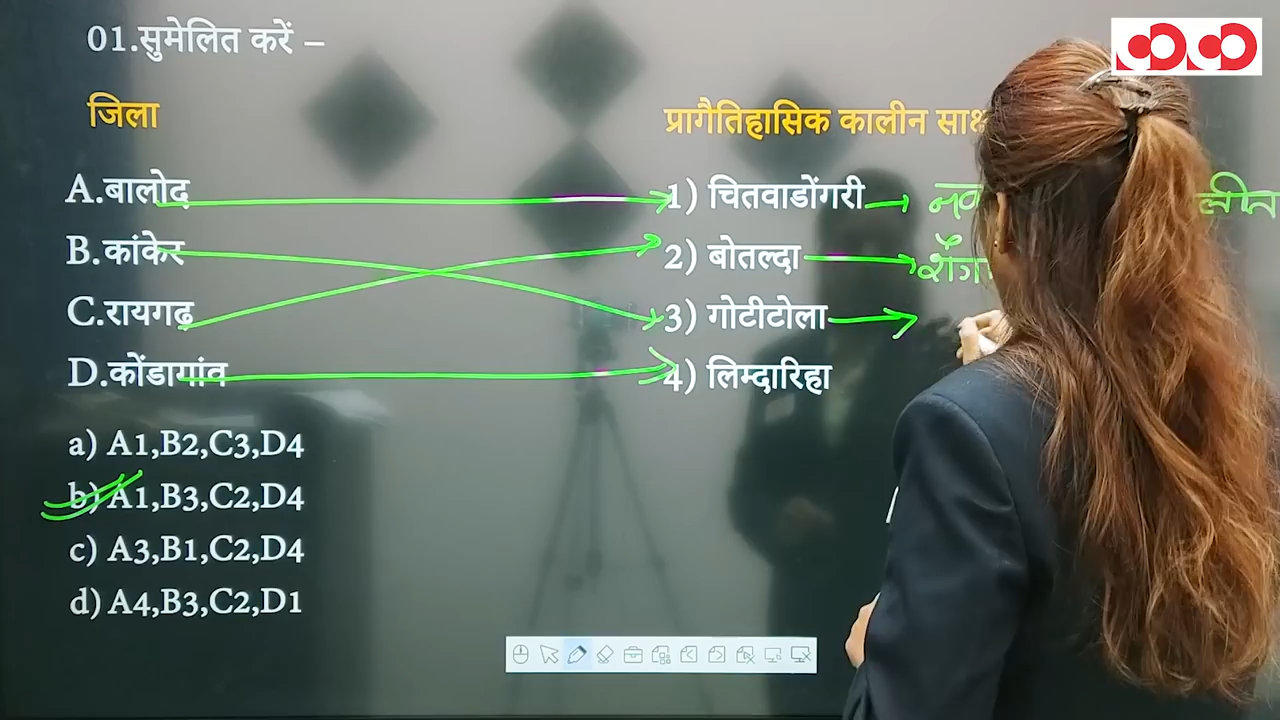 01.सुमेलित करें –
जिला
प्रागैतिहासिक कालीन
A.बालोद
1) चितवाडोंगरी
B.कांकेर
2) बोतल्दा
C.रायगढ़
3) गोटीटोला
D.कोंडागांव
4) लिम्दारिहा
a) A1,B2,C3,D4
b) A1,B3,C2,D4
c) A3,B1,C2,D4
d) A4,B3,C2,D1